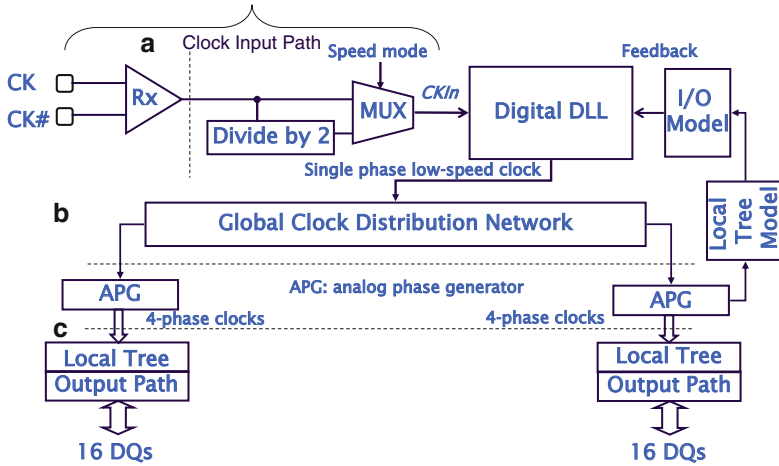 a
Clock Input Path
Speed mode
Feedback
CK
CK#
Rx
Divide by 2
MUX
CKIn
Digital DLL
I/O
Model
Single phase low-speed clock
b
Global Clock Distribution Network
Local
Tree
Model
APG
APG: analog phase generator
APG
c
4-phase clocks
4-phase clocks
Local Tree
Output Path
Local Tree
Output Path
16 DQs
16 DQs